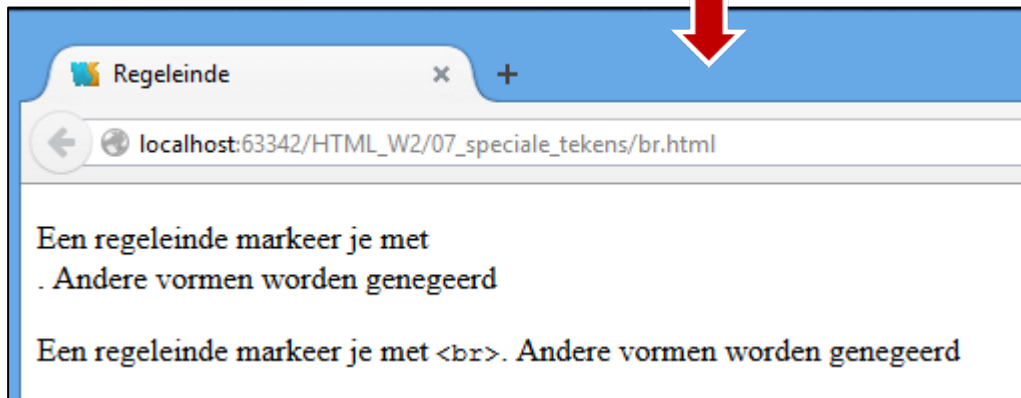 Regeleinde
localhost:63342/HTML_W2/07_speciale_tekens/br.html
Een regeleinde markeer je met
. Andere vormen worden genegeerd
Een regeleinde markeer je met <br>. Andere vormen worden genegeerd